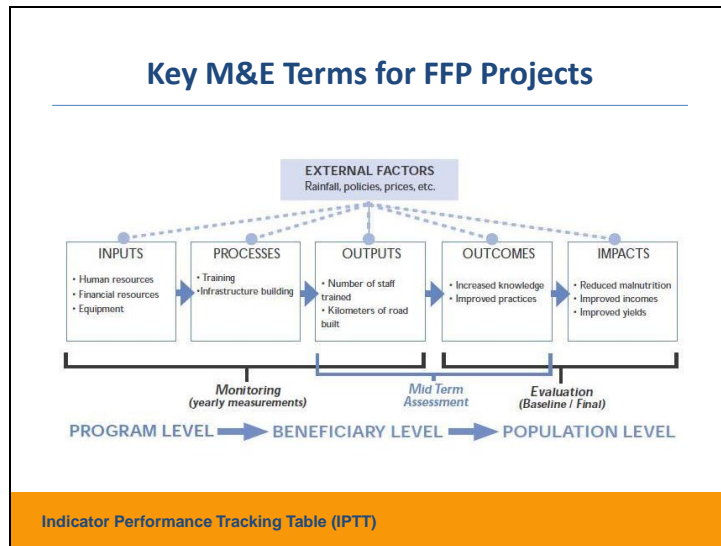 Key M&E Terms for FFP Projects
EXTERNAL FACTORS
Rainfall, policies, prices, etc.
INPUTS
• Human resources
• Financial resources
• Equipment
PROCESSES
• Training
•Infrastructure building
OUTPUTS
• Number of staff
trained
• Kilometers of road
built
OUTCOMES
• Increased knowledge
• Improved practices
IMPACTS
• Reduced malnutrition
• Improved incomes
• Improved yields
Monitoring
(yearly measurements)
Mid Term
Assessment
Evaluation
(Baseline / Final)
PROGRAM LEVEL
BENEFICIARY LEVEL
POPULATION LEVEL
Indicator Performance Tracking Table (IPTT)